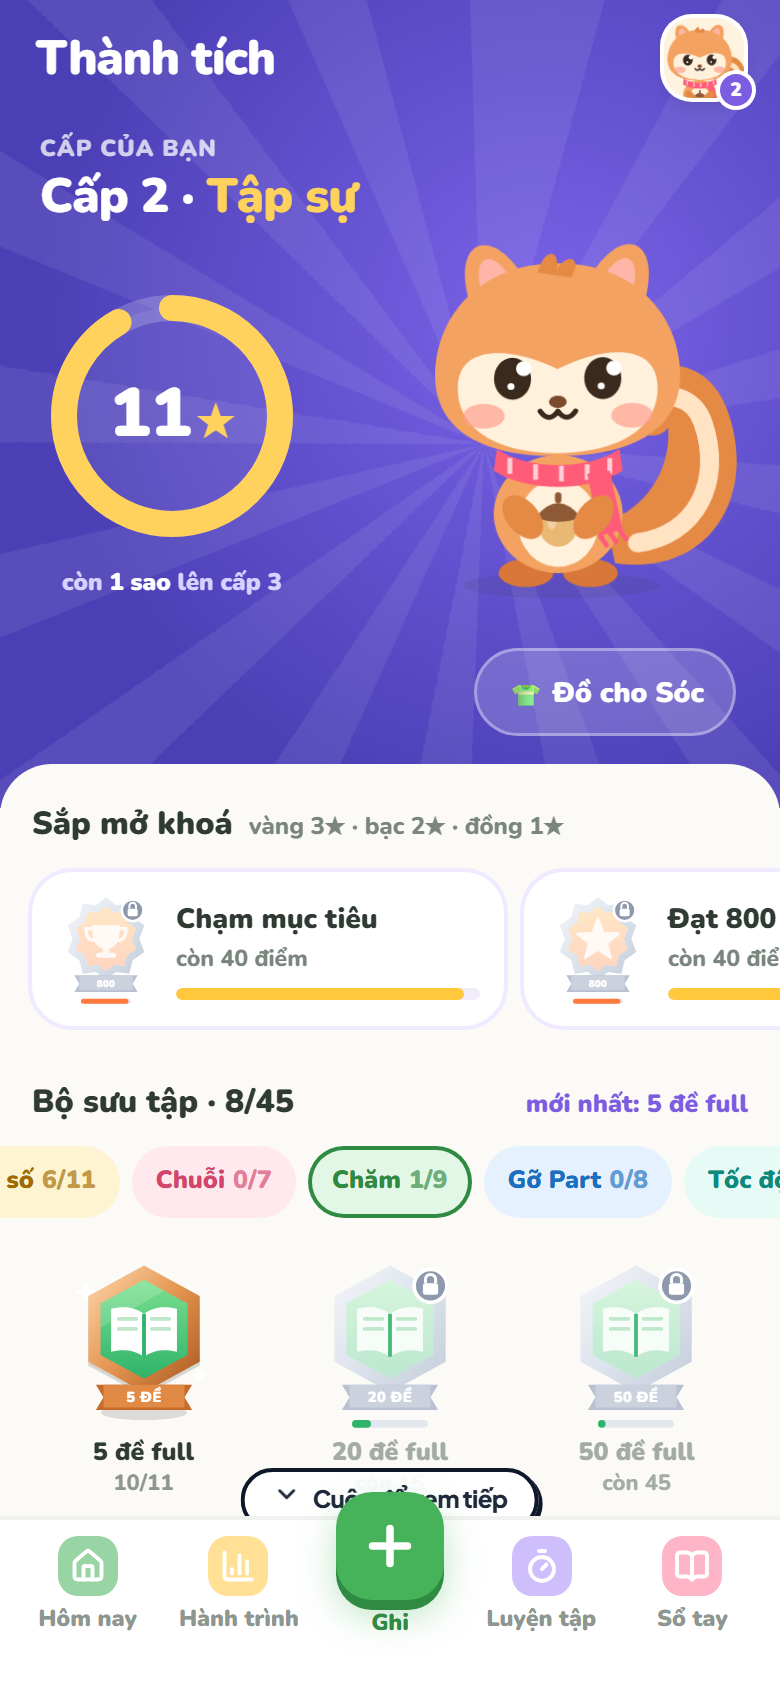 Thành tích
2
CẤP CỦA BẠN
Cấp 2 · Tập sự
11★
còn 1 sao lên cấp 3
Đồ cho Sóc
Sắp mở khoá vàng 3★ · bạc 2★ · đồng 1★
Chạm mục tiêu
còn 40 điểm
800
Đạt 800
còn 40
800
Bộ sưu tập · 8/45
mới nhất: 5 đề full
số 6/11
Chuỗi 0/7
Chăm 1/9
Gỡ Part 0/8
Tốc
5 ĐỀ
20 ĐỀ
50 ĐỀ
5 đề full
20 đề full
50 đề full
10/11
còn 45
tiếp
Hôm nay
Hành trình
Ghi
Luyện tập
Sổ tay